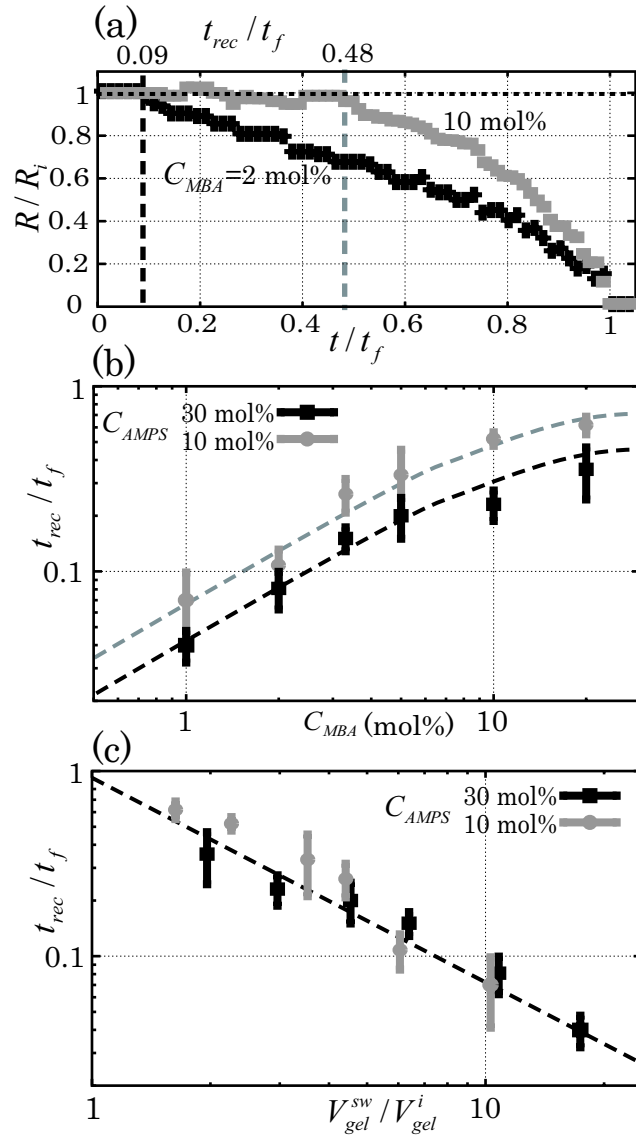 (a)
t_rec / t_f
0.09 0.48
1
0.8
0.6
0.4
0.2
0
R / R_i
10 mol%
C_MBA=2 mol%
0 0.2 0.4 0.6 0.8 1
t / t_f
(b)
1
0.1
t_rec / t_f
C_AMPS 30 mol%
10 mol%
1 10
C_MBA (mol%)
(c)
1
0.1
t_rec / t_f
C_AMPS 30 mol%
10 mol%
1 10
V_gel^sw / V_gel^i